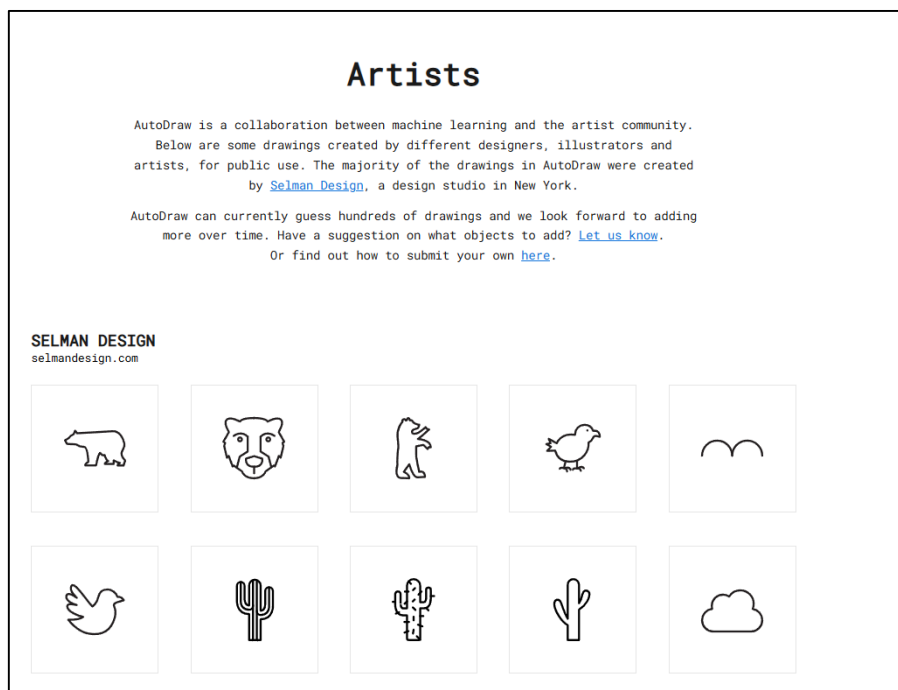 Artists
AutoDraw is a collaboration between machine learning and the artist community.
Below are some drawings created by different designers, illustrators and
artists, for public use. The majority of the drawings in AutoDraw were created
by Selman Design, a design studio in New York.
AutoDraw can currently guess hundreds of drawings and we look forward to adding
more over time. Have a suggestion on what objects to add? Let us know.
Or find out how to submit your own here.
SELMAN DESIGN
selmandesign.com